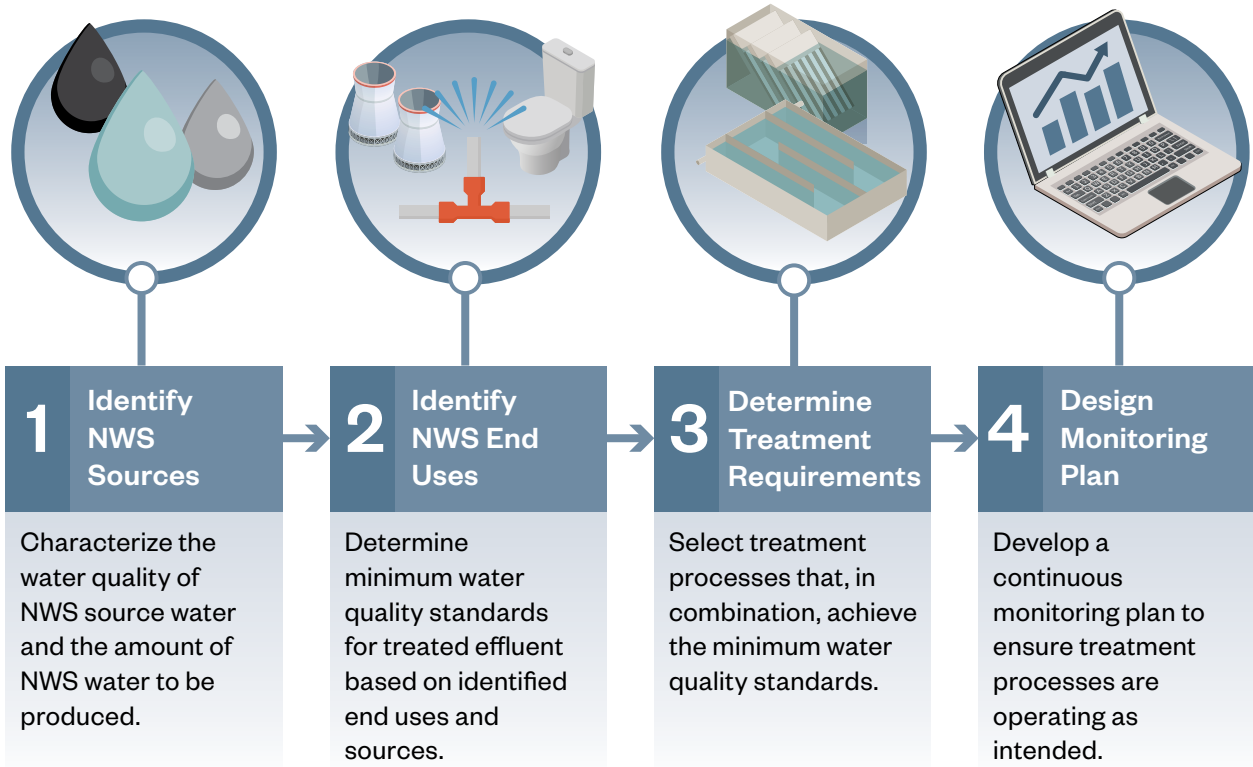 1
Identify
NWS
Sources
Characterize the
water quality of
NWS source water
and the amount of
NWS water to be
produced.
2
Identify
NWS End
Uses
Determine
minimum water
quality standards
for treated effluent
based on identified
end uses and
sources.
3
Determine
Treatment
Requirements
Select treatment
processes that, in
combination, achieve
the minimum water
quality standards.
4
Design
Monitoring
Plan
Develop a
continuous
monitoring plan to
ensure treatment
processes are
operating as
intended.